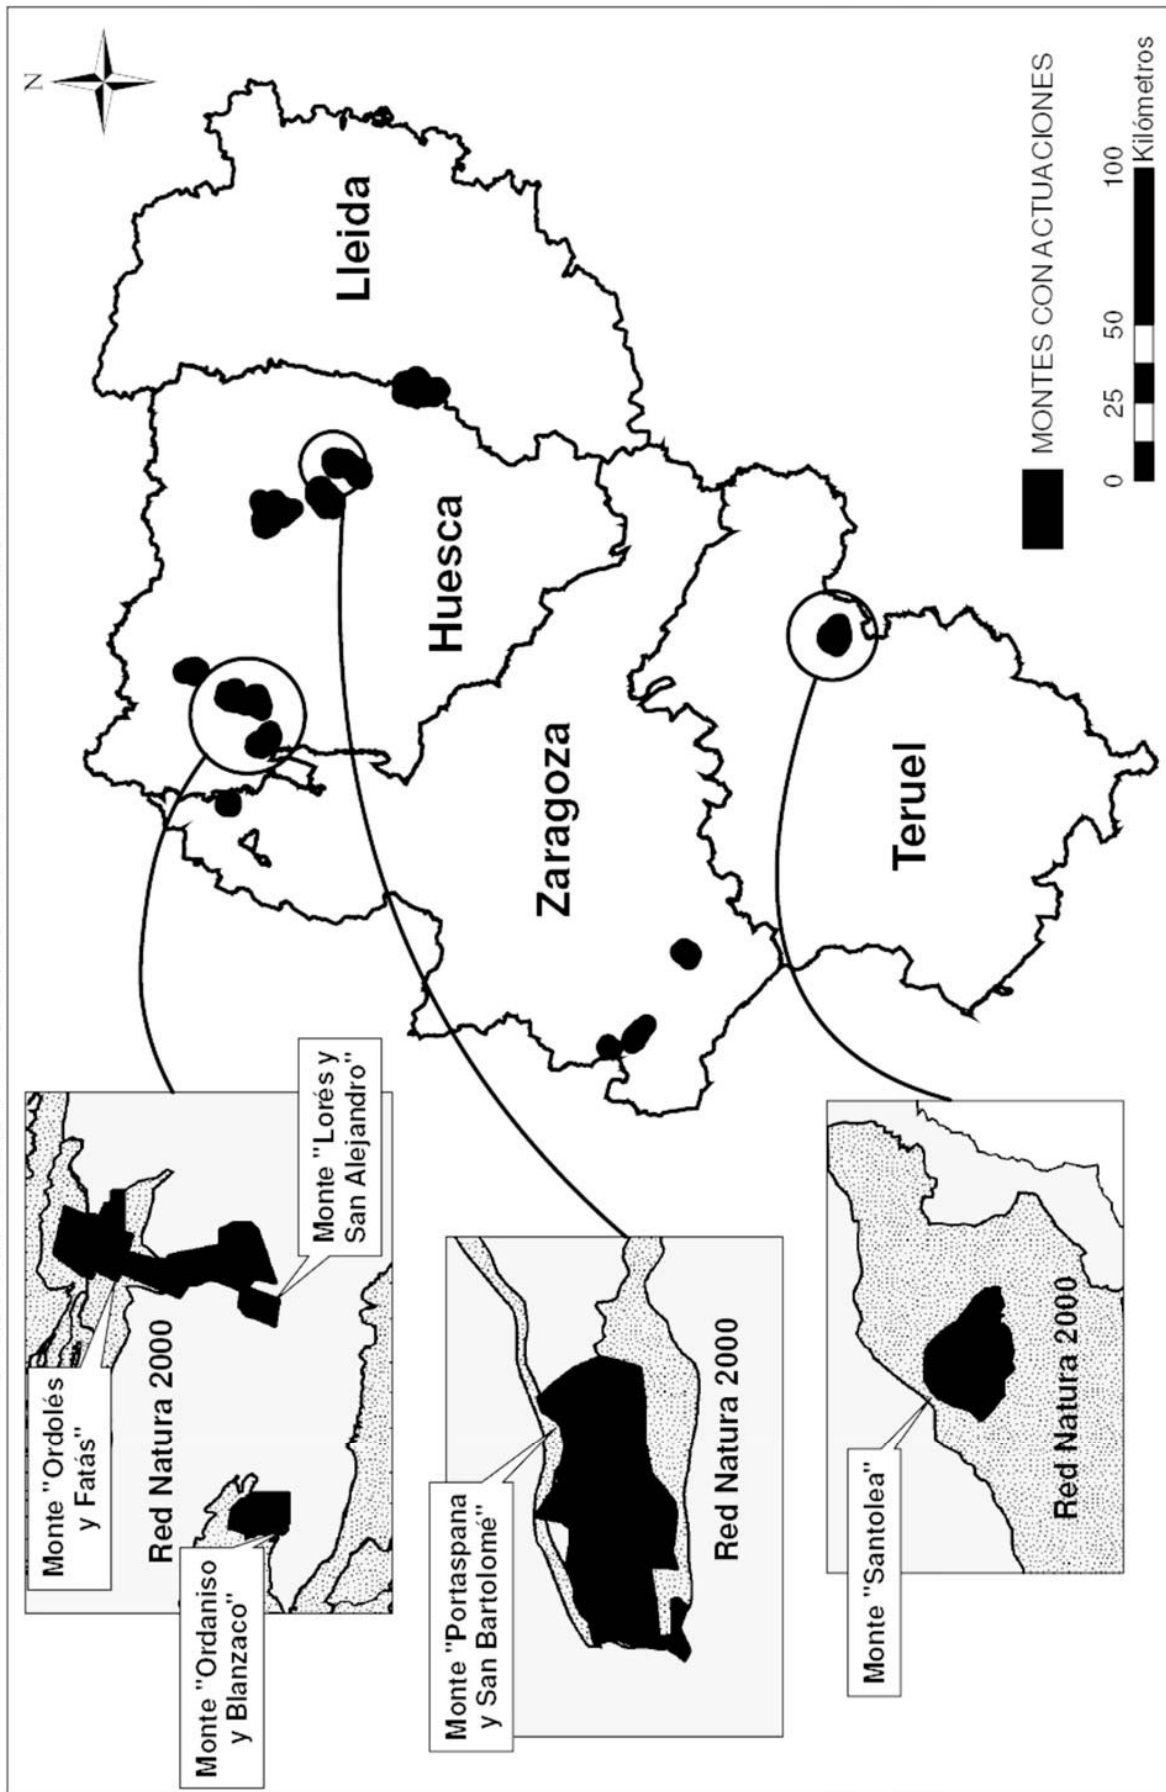 N
Monte "Ordolés
y Fatás"
Red Natura 2000
Monte "Ordaniso
y Blanzaco"
Monte "Lorés y
San Alejandro"
Monte "Portaspana
y San Bartolomé"
Red Natura 2000
Monte "Santolea"
Red Natura 2000
Lleida
Huesca
Zaragoza
Teruel
MONTES CON ACTUACIONES
0 25 50 100
Kilómetros